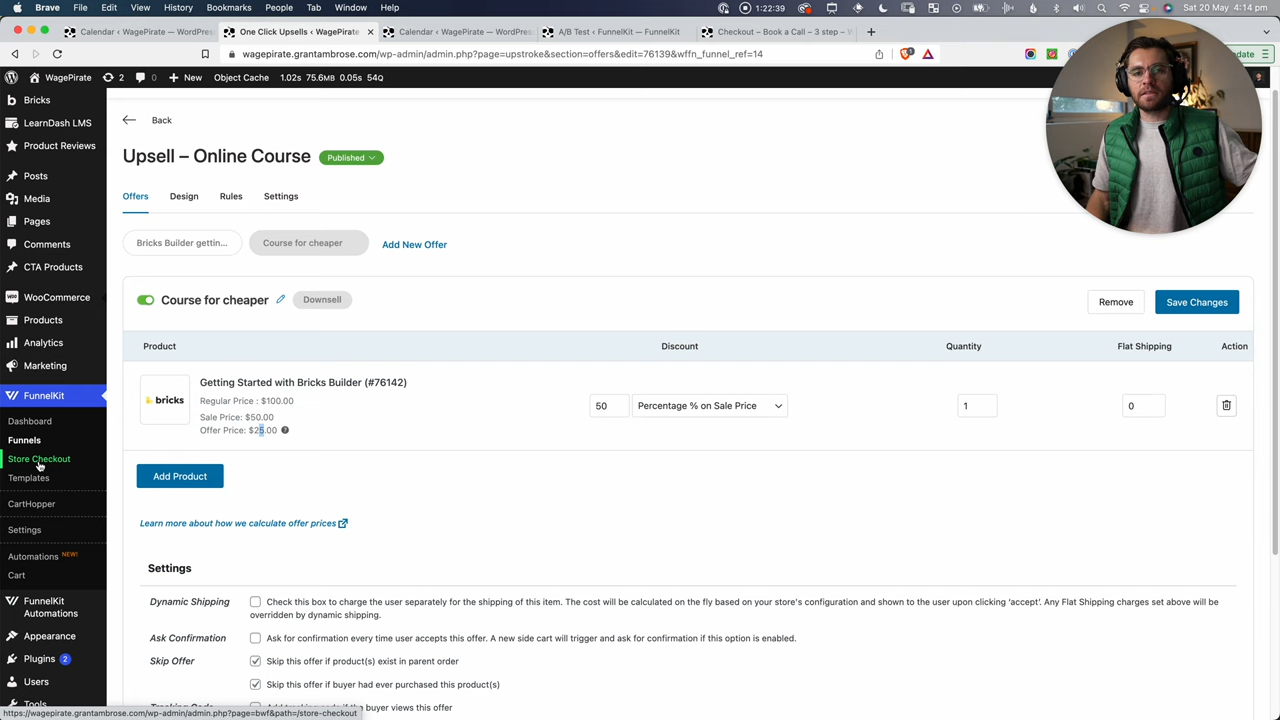 Brave File Edit View History Bookmarks Window Help
1:22:39
Sat 20 May 4:14 pm
Calendar ‹ WagePirate — WordPres
One Click Upsells ‹ WagePirate
Calendar ‹ WagePirate — WordPres
A/B Test ‹ FunnelKit — FunnelKit
Checkout – Book a Call – 3 step –
wagepirate.grantambrose.com/wp-admin/admin.php?page=upstroke&section=offers&edit=76139&wffn_funnel_ref=14
WagePirate 2 0 New Object Cache 1.02s 75.6MB 0.05s 54Q
Bricks
LearnDash LMS
Product Reviews
Posts
Media
Pages
Comments
CTA Products
WooCommerce
Products
Analytics
Marketing
FunnelKit
Dashboard
Funnels
Store Checkout
Templates
CartHopper
Settings
Automations NEW!
Cart
FunnelKit
Automations
Appearance
Plugins 2
Users
Tools
Back
Upsell – Online Course Published
Offers Design Rules Settings
Bricks Builder gettin... Course for cheaper Add New Offer
Course for cheaper Downsell Remove Save Changes
Product Discount Quantity Flat Shipping Action
bricks
Getting Started with Bricks Builder (#76142)
Regular Price : $100.00
Sale Price: $50.00
Offer Price: $25.00
50 Percentage % on Sale Price 1 0
Add Product
Learn more about how we calculate offer prices
Settings
Dynamic Shipping Check this box to charge the user separately for the shipping of this item. The cost will be calculated on the fly based on your store's configuration and shown to the user upon clicking 'accept'. Any Flat Shipping charges set above will be
overridden by dynamic shipping.
Ask Confirmation Ask for confirmation every time user accepts this offer. A new side cart will trigger and ask for confirmation if this option is enabled.
Skip Offer Skip this offer if product(s) exist in parent order
Skip this offer if buyer had ever purchased this product(s)
Tracking Code Add tracking code if the buyer views this offer
https://wagepirate.grantambrose.com/wp-admin/admin.php?page=bwf&path=/store-checkout